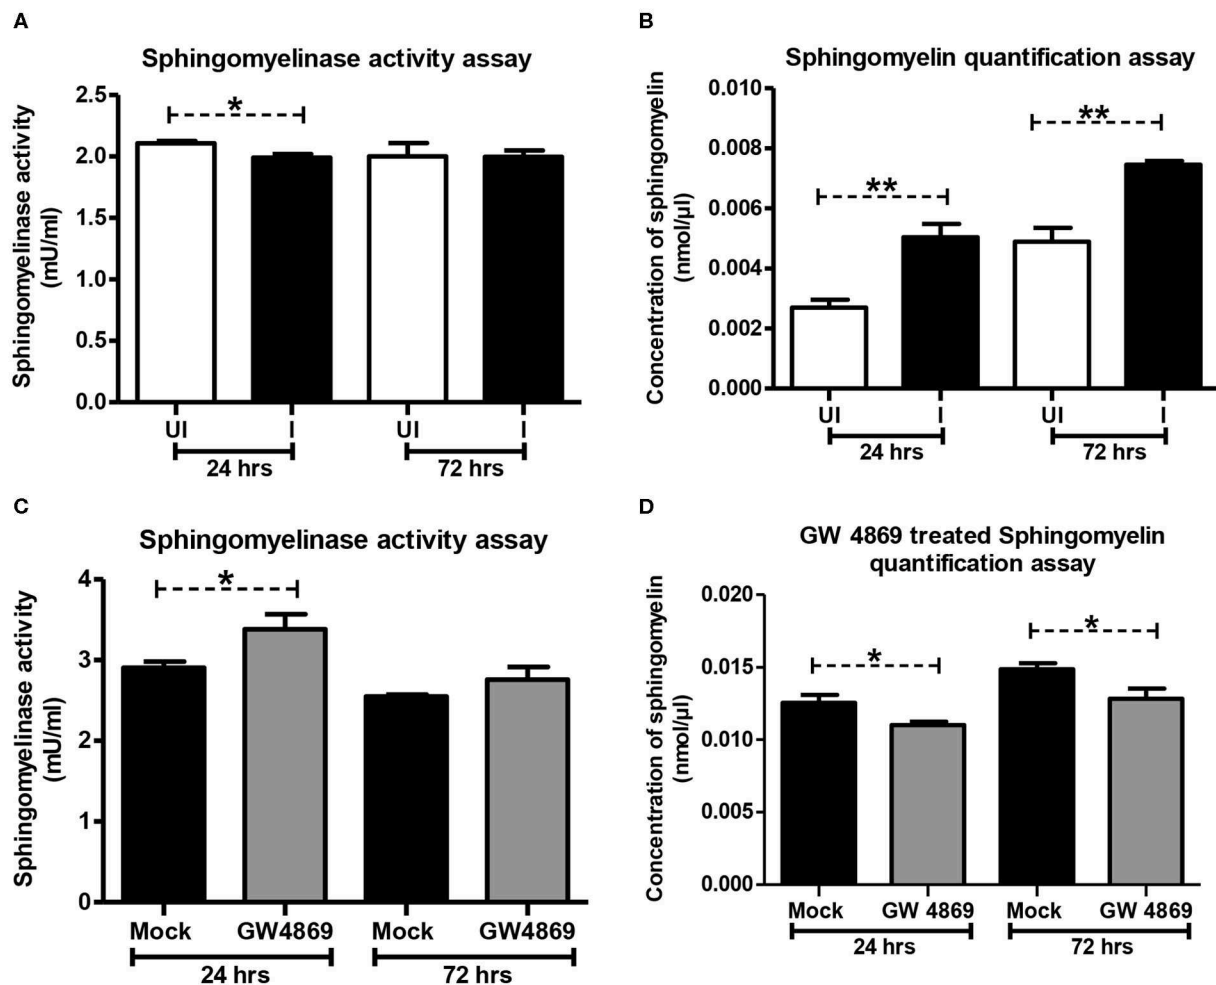 A
Sphingomyelinase activity assay
Sphingomyelinase activity
(mU/ml)
2.5
2.0
1.5
1.0
0.5
0.0
*
UI
I
UI
I
24 hrs
72 hrs
B
Sphingomyelin quantification assay
Concentration of sphingomyelin
(nmol/µl)
0.010
0.008
0.006
0.004
0.002
0.000
**
**
UI
I
UI
I
24 hrs
72 hrs
C
Sphingomyelinase activity assay
Sphingomyelinase activity
(mU/ml)
4
3
2
1
0
*
Mock
GW4869
Mock
GW4869
24 hrs
72 hrs
D
GW 4869 treated Sphingomyelin
quantification assay
Concentration of sphingomyelin
(nmol/µl)
0.020
0.015
0.010
0.005
0.000
*
*
Mock
GW 4869
Mock
GW 4869
24 hrs
72 hrs